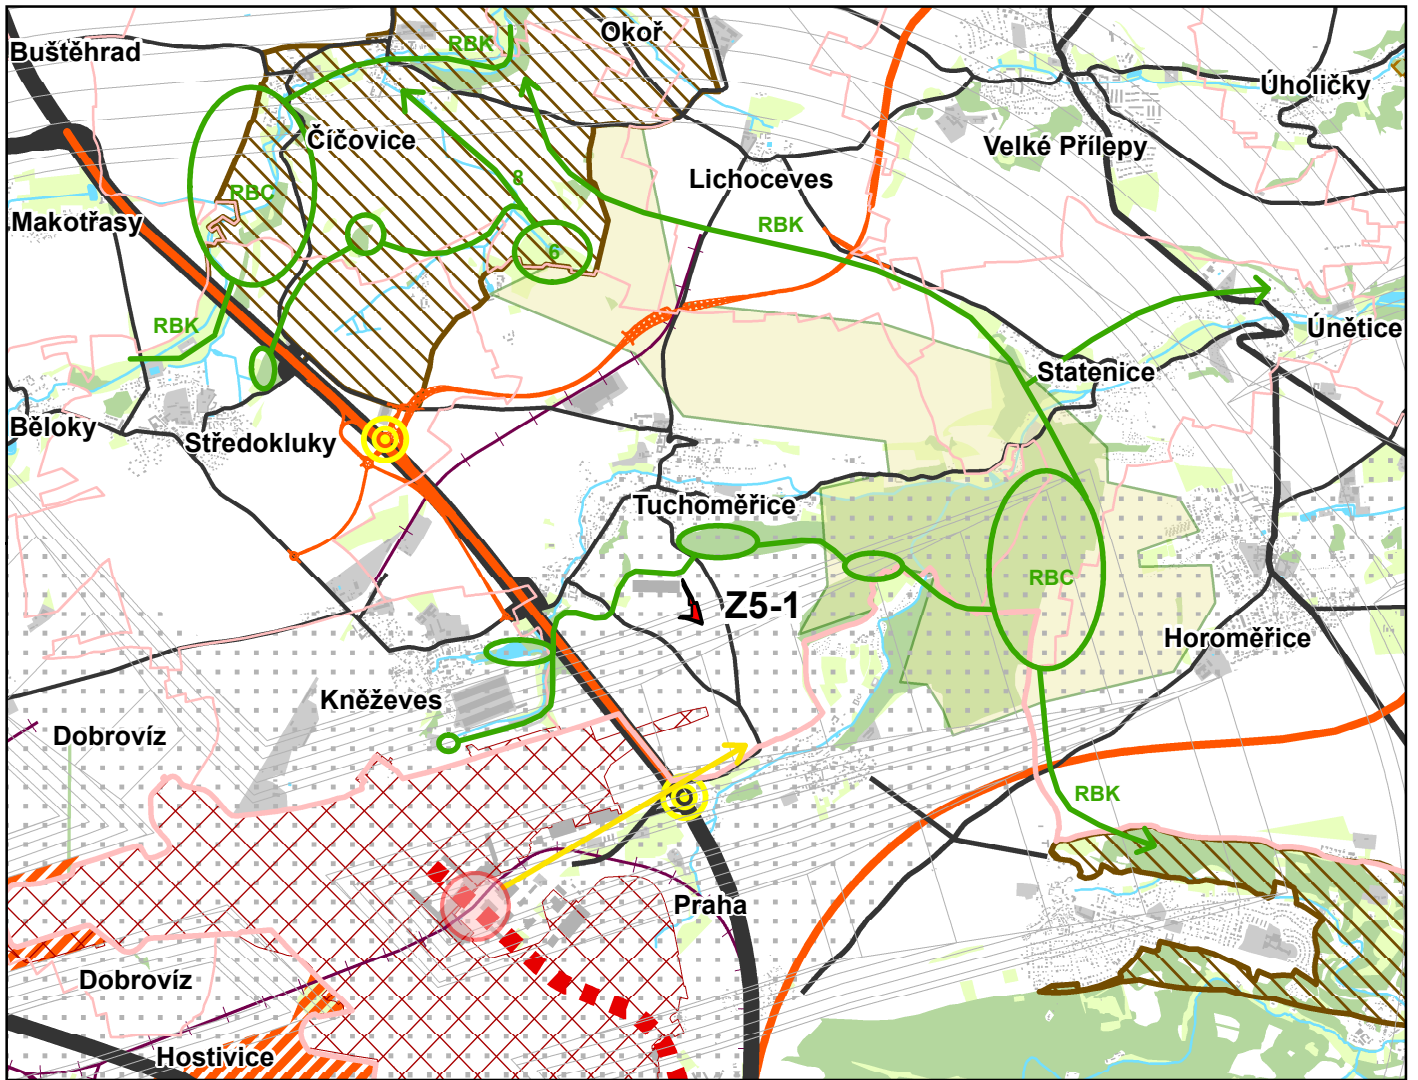 Okoř
RBK
Buštěhrad
Úholičky
Číčovice
Velké Přílepy
8
Lichoceves
RBC
Makotřasy
RBK
6
RBK
Únětice
Statenice
Běloky
Středokluky
Tuchoměřice
RBC
Z5-1
Horoměřice
Kněževes
Dobrovíz
RBK
Praha
Dobrovíz
Hostivice